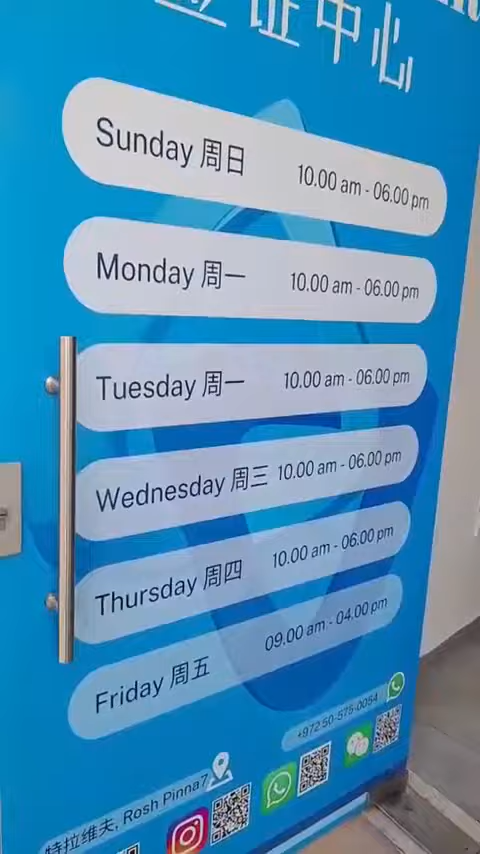 证中心
Sunday 周日 10.00 am - 06.00 pm
Monday 周一 10.00 am - 06.00 pm
Tuesday 周一 10.00 am - 06.00 pm
Wednesday 周三 10.00 am - 06.00 pm
Thursday 周四 10.00 am - 06.00 pm
Friday 周五 09.00 am - 04.00 pm
+972 50-575-0054
特拉维夫, Rosh Pinna7